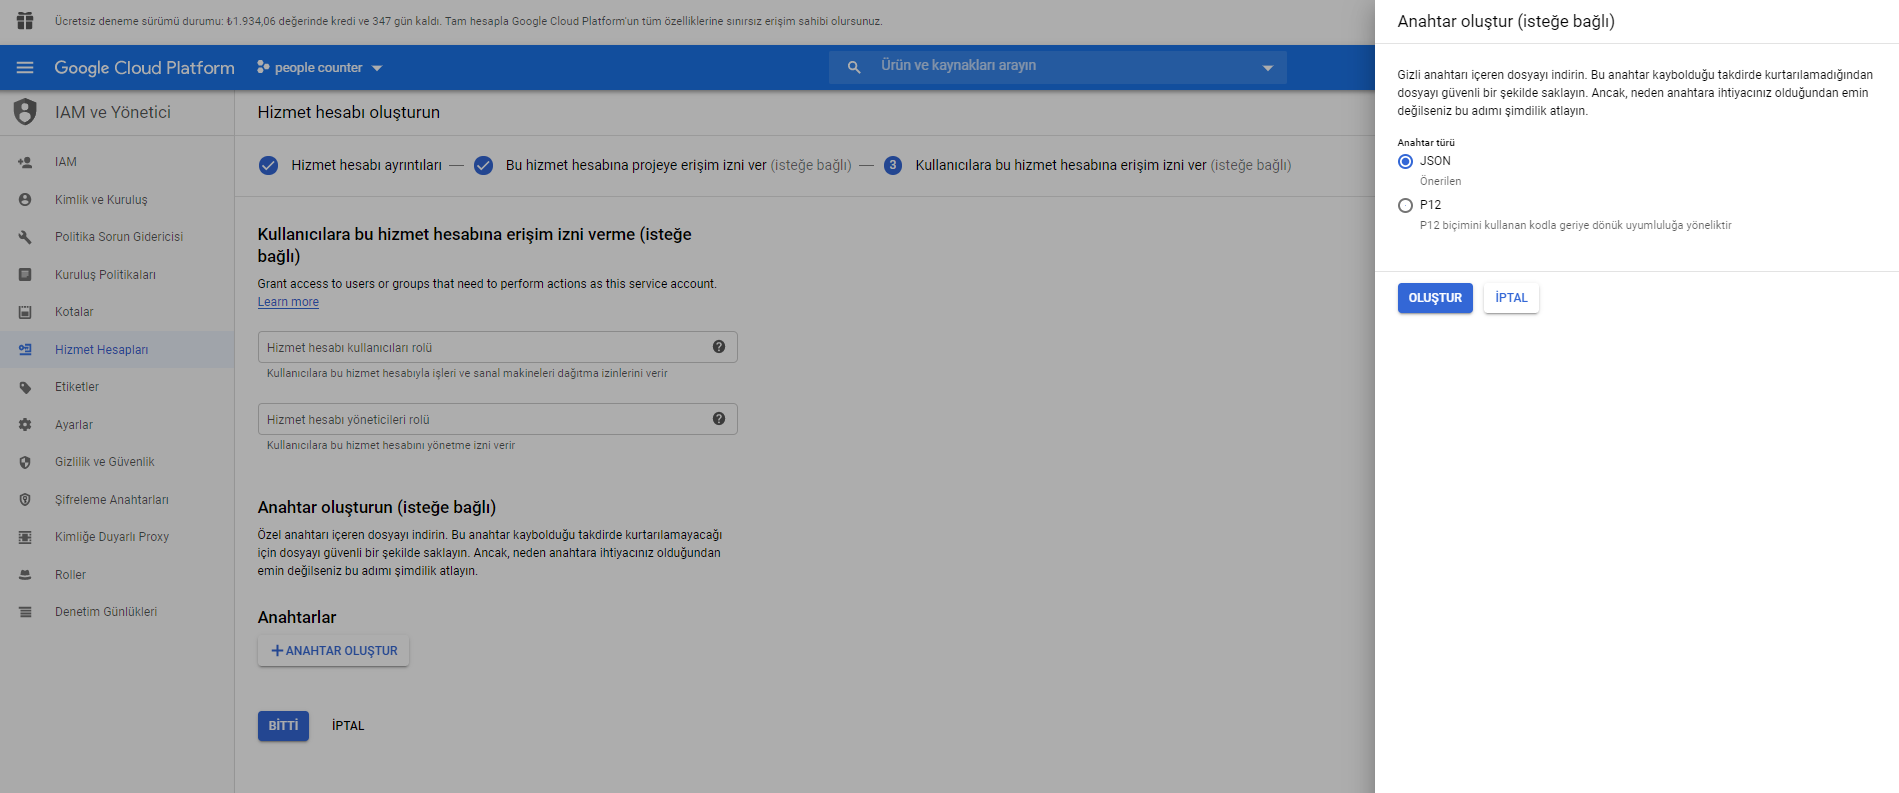 Ücretsiz deneme sürümü durumu: ₺1.934,06 değerinde kredi ve 347 gün kaldı. Tam hesapla Google Cloud Platform'un tüm özelliklerine sınırsız erişim sahibi olursunuz.
Google Cloud Platform
people counter
Ürün ve kaynakları arayın
IAM ve Yönetici
IAM
Kimlik ve Kuruluş
Politika Sorun Gidericisi
Kuruluş Politikaları
Kotalar
Hizmet Hesapları
Etiketler
Ayarlar
Gizlilik ve Güvenlik
Şifreleme Anahtarları
Kimliğe Duyarlı Proxy
Roller
Denetim Günlükleri
Hizmet hesabı oluşturun
Hizmet hesabı ayrıntıları — Bu hizmet hesabına projeye erişim izni ver (isteğe bağlı) — 3 Kullanıcılara bu hizmet hesabına erişim izni ver (isteğe bağlı)
Kullanıcılara bu hizmet hesabına erişim izni verme (isteğe
bağlı)
Grant access to users or groups that need to perform actions as this service account.
Learn more
Hizmet hesabı kullanıcıları rolü
Kullanıcılara bu hizmet hesabıyla işleri ve sanal makineleri dağıtma izinlerini verir
Hizmet hesabı yöneticileri rolü
Kullanıcılara bu hizmet hesabını yönetme izni verir
Anahtar oluşturun (isteğe bağlı)
Özel anahtarı içeren dosyayı indirin. Bu anahtar kaybolduğu takdirde kurtarılamayacağı
için dosyayı güvenli bir şekilde saklayın. Ancak, neden anahtara ihtiyacınız olduğundan
emin değilseniz bu adımı şimdilik atlayın.
Anahtarlar
+ANAHTAR OLUŞTUR
BİTTİ
İPTAL
Anahtar oluştur (isteğe bağlı)
Gizli anahtarı içeren dosyayı indirin. Bu anahtar kaybolduğu takdirde kurtarılamadığından
dosyayı güvenli bir şekilde saklayın. Ancak, neden anahtara ihtiyacınız olduğundan emin
değilseniz bu adımı şimdilik atlayın.
Anahtar türü
JSON
Önerilen
P12
P12 biçimini kullanan kodla geriye dönük uyumluluğa yöneliktir
OLUŞTUR
İPTAL